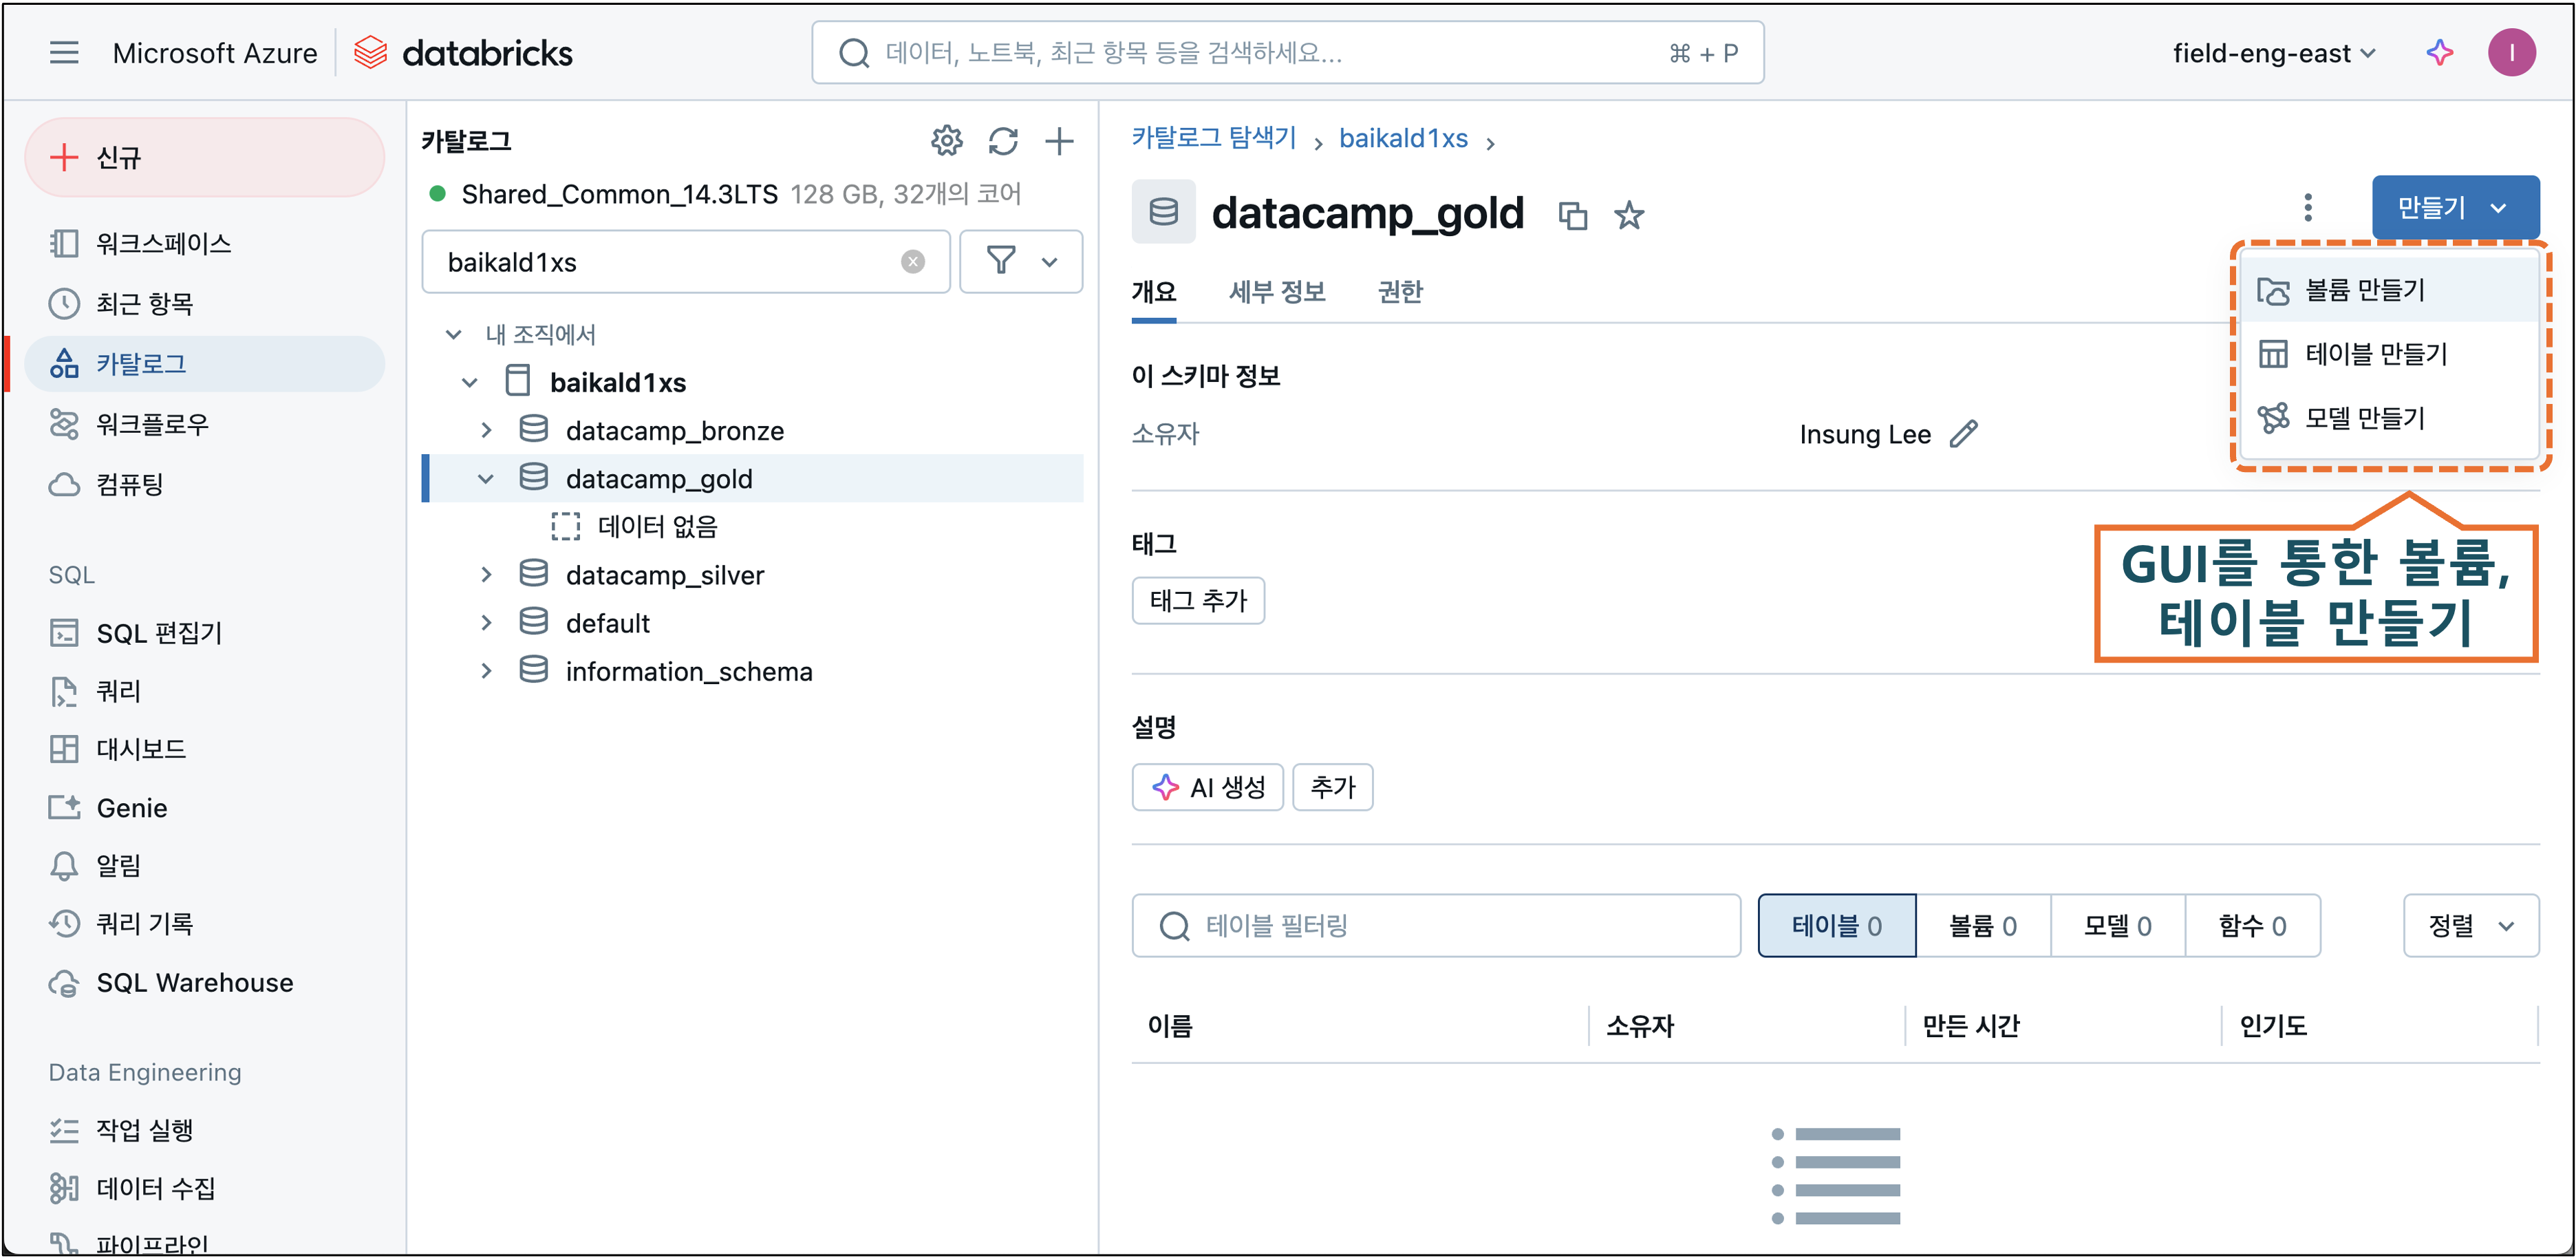 Microsoft Azure databricks
데이터, 노트북, 최근 항목 등을 검색하세요... ⌘ + P
field-eng-east
I
신규
워크스페이스
최근 항목
카탈로그
워크플로우
컴퓨팅
SQL
SQL 편집기
쿼리
대시보드
Genie
알림
쿼리 기록
SQL Warehouse
Data Engineering
작업 실행
데이터 수집
파이프라인
카탈로그
Shared_Common_14.3LTS 128 GB, 32개의 코어
baikald1xs
내 조직에서
baikald1xs
datacamp_bronze
datacamp_gold
데이터 없음
datacamp_silver
default
information_schema
카탈로그 탐색기 › baikald1xs ›
datacamp_gold
만들기
볼륨 만들기
테이블 만들기
모델 만들기
개요 세부 정보 권한
이 스키마 정보
소유자 Insung Lee
GUI를 통한 볼륨,
테이블 만들기
태그
태그 추가
설명
AI 생성 추가
테이블 필터링 테이블 0 볼륨 0 모델 0 함수 0 정렬
이름 소유자 만든 시간 인기도